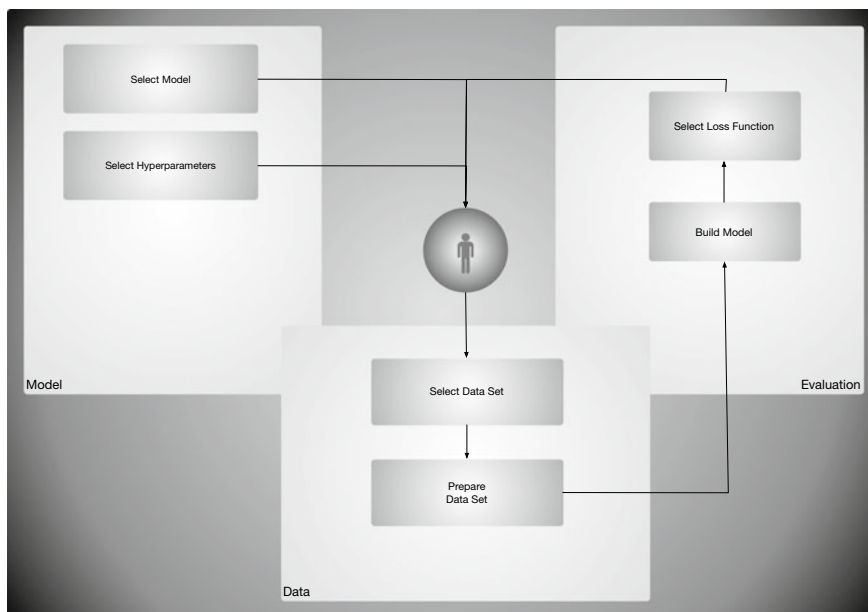 Select Model
Select Hyperparameters
Model
Select Loss Function
Build Model
Evaluation
Select Data Set
Prepare
Data Set
Data